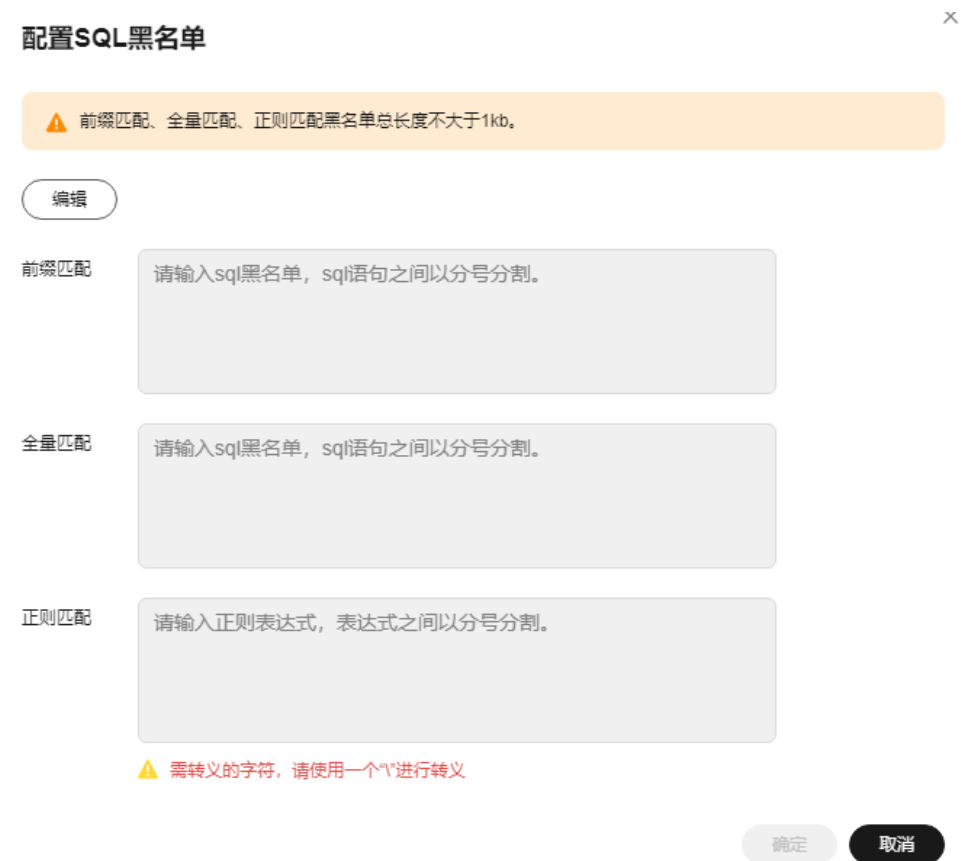 配置SQL黑名单
前缀匹配、全量匹配、正则匹配黑名单总长度不大于1kb。
编辑
前缀匹配
请输入sql黑名单，sql语句之间以分号分割。
全量匹配
请输入sql黑名单，sql语句之间以分号分割。
正则匹配
请输入正则表达式，表达式之间以分号分割。
需转义的字符，请使用一个“\”进行转义
确定
取消